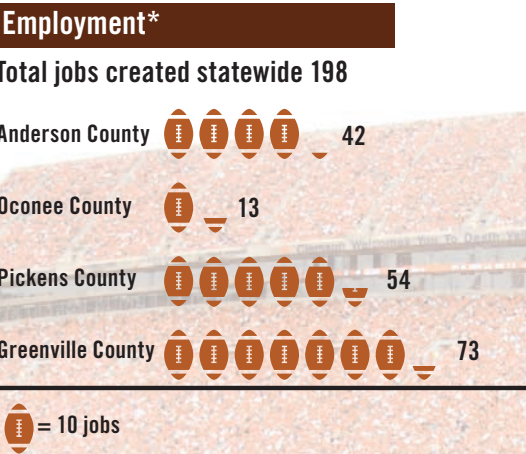 Employment*
Total jobs created statewide 198
Anderson County 42
Oconee County 13
Pickens County 54
Greenville County 73
= 10 jobs